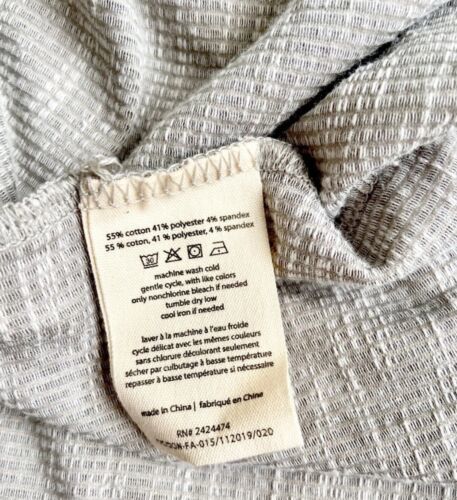 55% cotton 41% polyester 4% spandex
55 % coton, 41 % polyester, 4 % spandex
30
machine wash cold
gentle cycle, with like colors
only nonchlorine bleach if needed
tumble dry low
cool iron if needed
laver à la machine à l'eau froide
cycle délicat avec les mêmes couleurs
sans chlorure décolorant seulement
sécher par culbutage à basse température
repasser à basse température si nécessaire
made in China | fabriqué en Chine
RN# 2424474
FA-015/112019/020